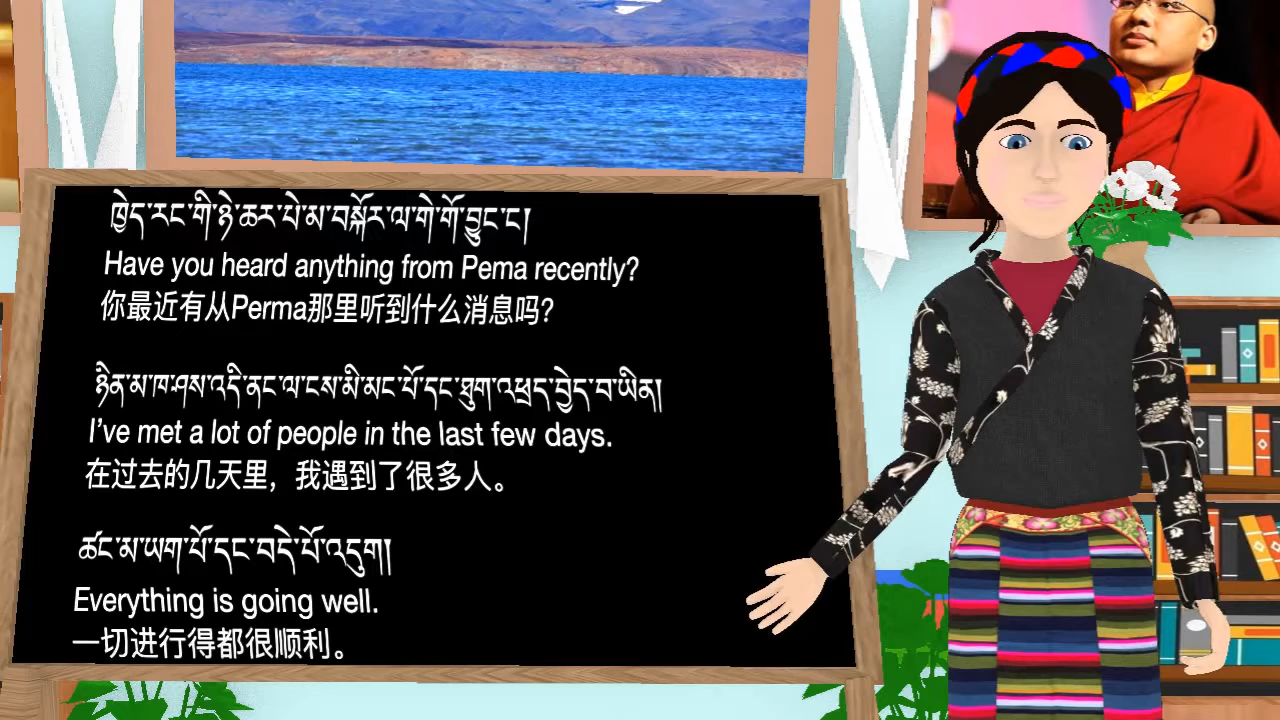 ཁྱེད་རང་གི་ཉེ་ཆར་པེ་མ་བསྐོར་ལ་གེ་གོ་བྱུང་ང།
Have you heard anything from Pema recently?
你最近有从Perma那里听到什么消息吗?
ཉིན་མ་ཁ་ཤས་འདི་ནང་ལ་ངས་མི་མང་པོ་དང་ཐུག་འཕྲད་བྱེད་བ་ཡིན།
I've met a lot of people in the last few days.
在过去的几天里，我遇到了很多人。
ཚང་མ་ཡག་པོ་དང་བདེ་པོ་འདུག།
Everything is going well.
一切进行得都很顺利。